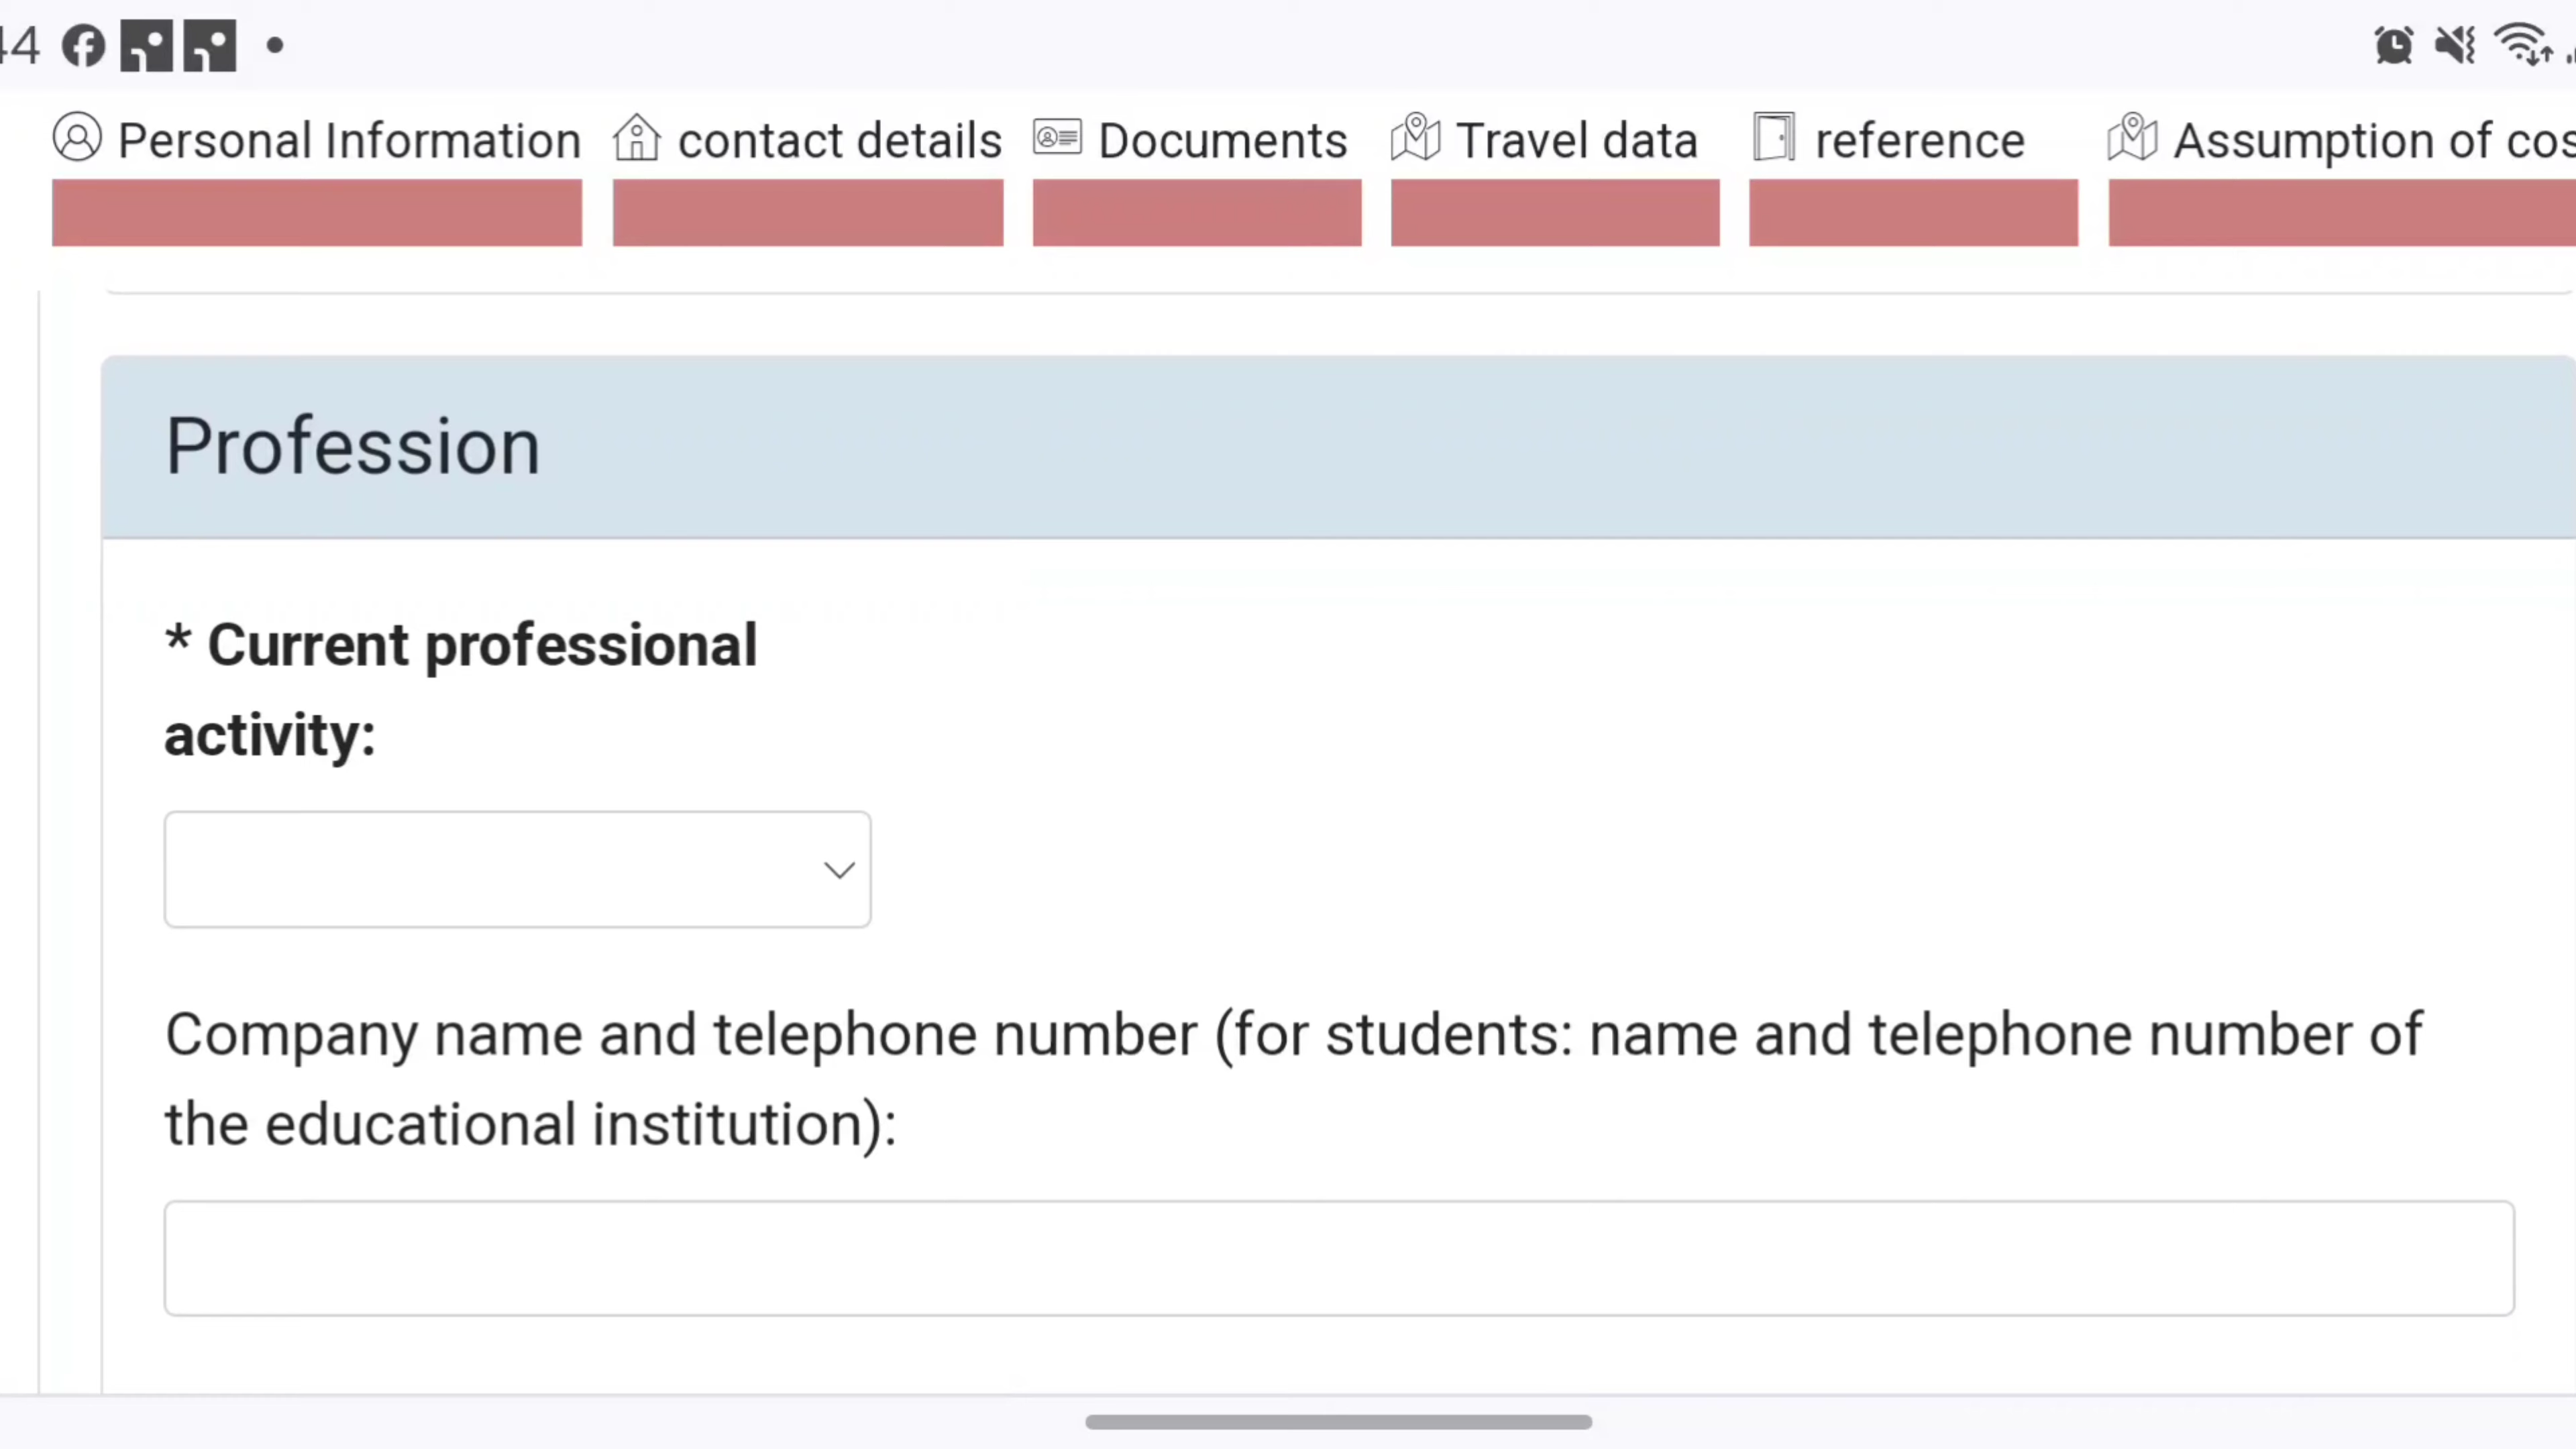 44
Personal Information contact details Documents Travel data reference Assumption of cos
Profession
* Current professional
activity:
Company name and telephone number (for students: name and telephone number of
the educational institution):